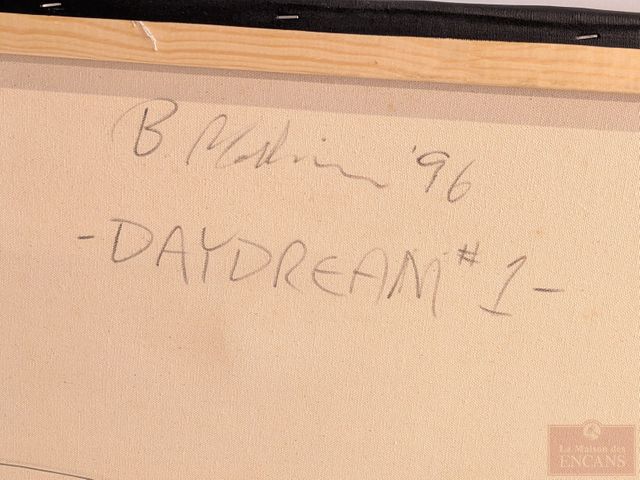 B. '96
-DAYDREAM #1-
La Maison des
ENCANS